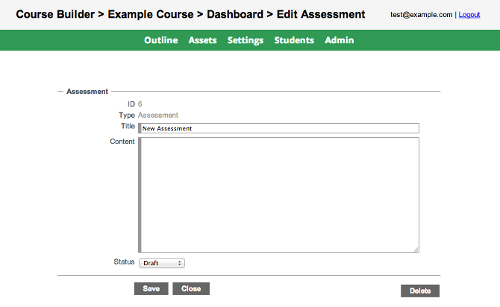 Course Builder > Example Course > Dashboard > Edit Assessment
test@example.com | Logout
Outline Assets Settings Students Admin
Assessment
ID 6
Type Assessment
Title New Assessment
Content
Status Draft
Save Close Delete